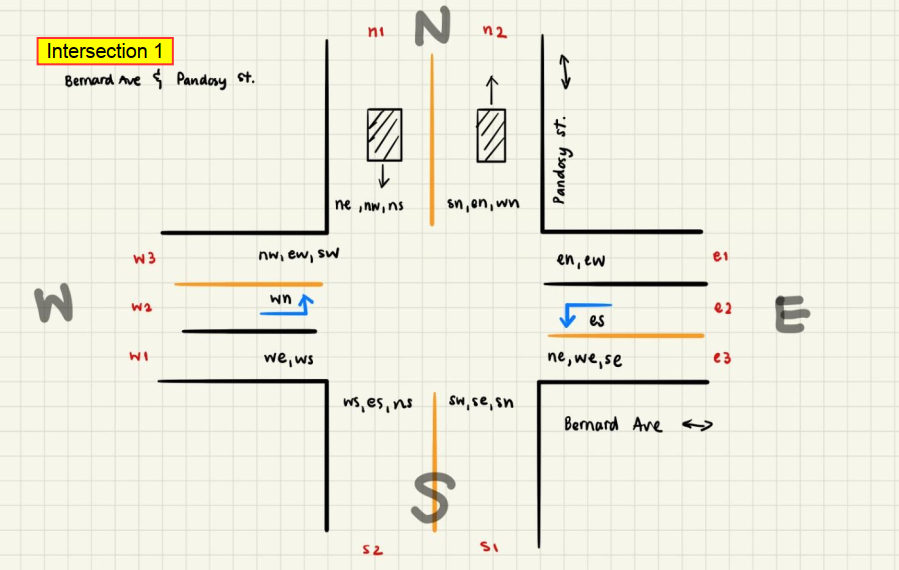 n1 N n2
Intersection 1
Bernard Ave & Pandosy St.
Pandosy St.
ne, nw, ns
sn, en, wn
w3
nw, ew, sw
en, ew
e1
W
w2
wn
es
e2
E
w1
we, ws
ne, we, se
e3
ws, es, ns
sw, se, sn
Bernard Ave
S
s2
s1